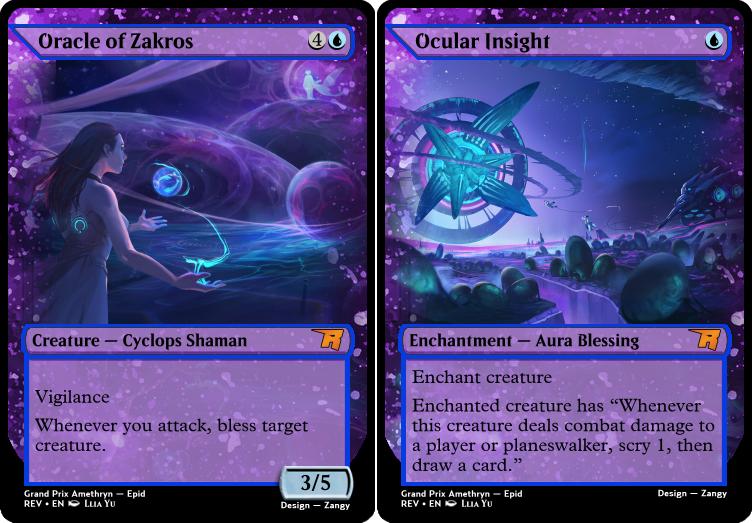 Oracle of Zakros
4
Creature — Cyclops Shaman
Vigilance
Whenever you attack, bless target
creature.
3/5
Grand Prix Amethryn — Epid
REV • EN Llia Yu
Design — Zangy
Ocular Insight
Enchantment — Aura Blessing
Enchant creature
Enchanted creature has “Whenever
this creature deals combat damage to
a player or planeswalker, scry 1, then
draw a card.”
Grand Prix Amethryn — Epid
REV • EN Llia Yu
Design — Zangy